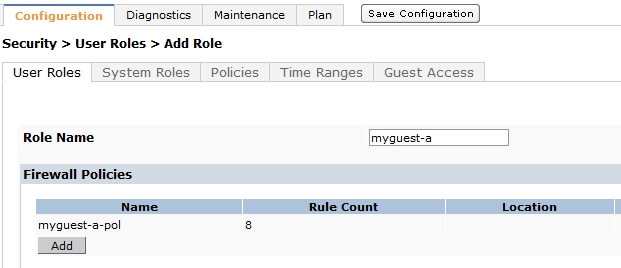 Configuration Diagnostics Maintenance Plan Save Configuration
Security > User Roles > Add Role
User Roles System Roles Policies Time Ranges Guest Access
Role Name myguest-a
Firewall Policies
Name Rule Count Location
myguest-a-pol 8
Add